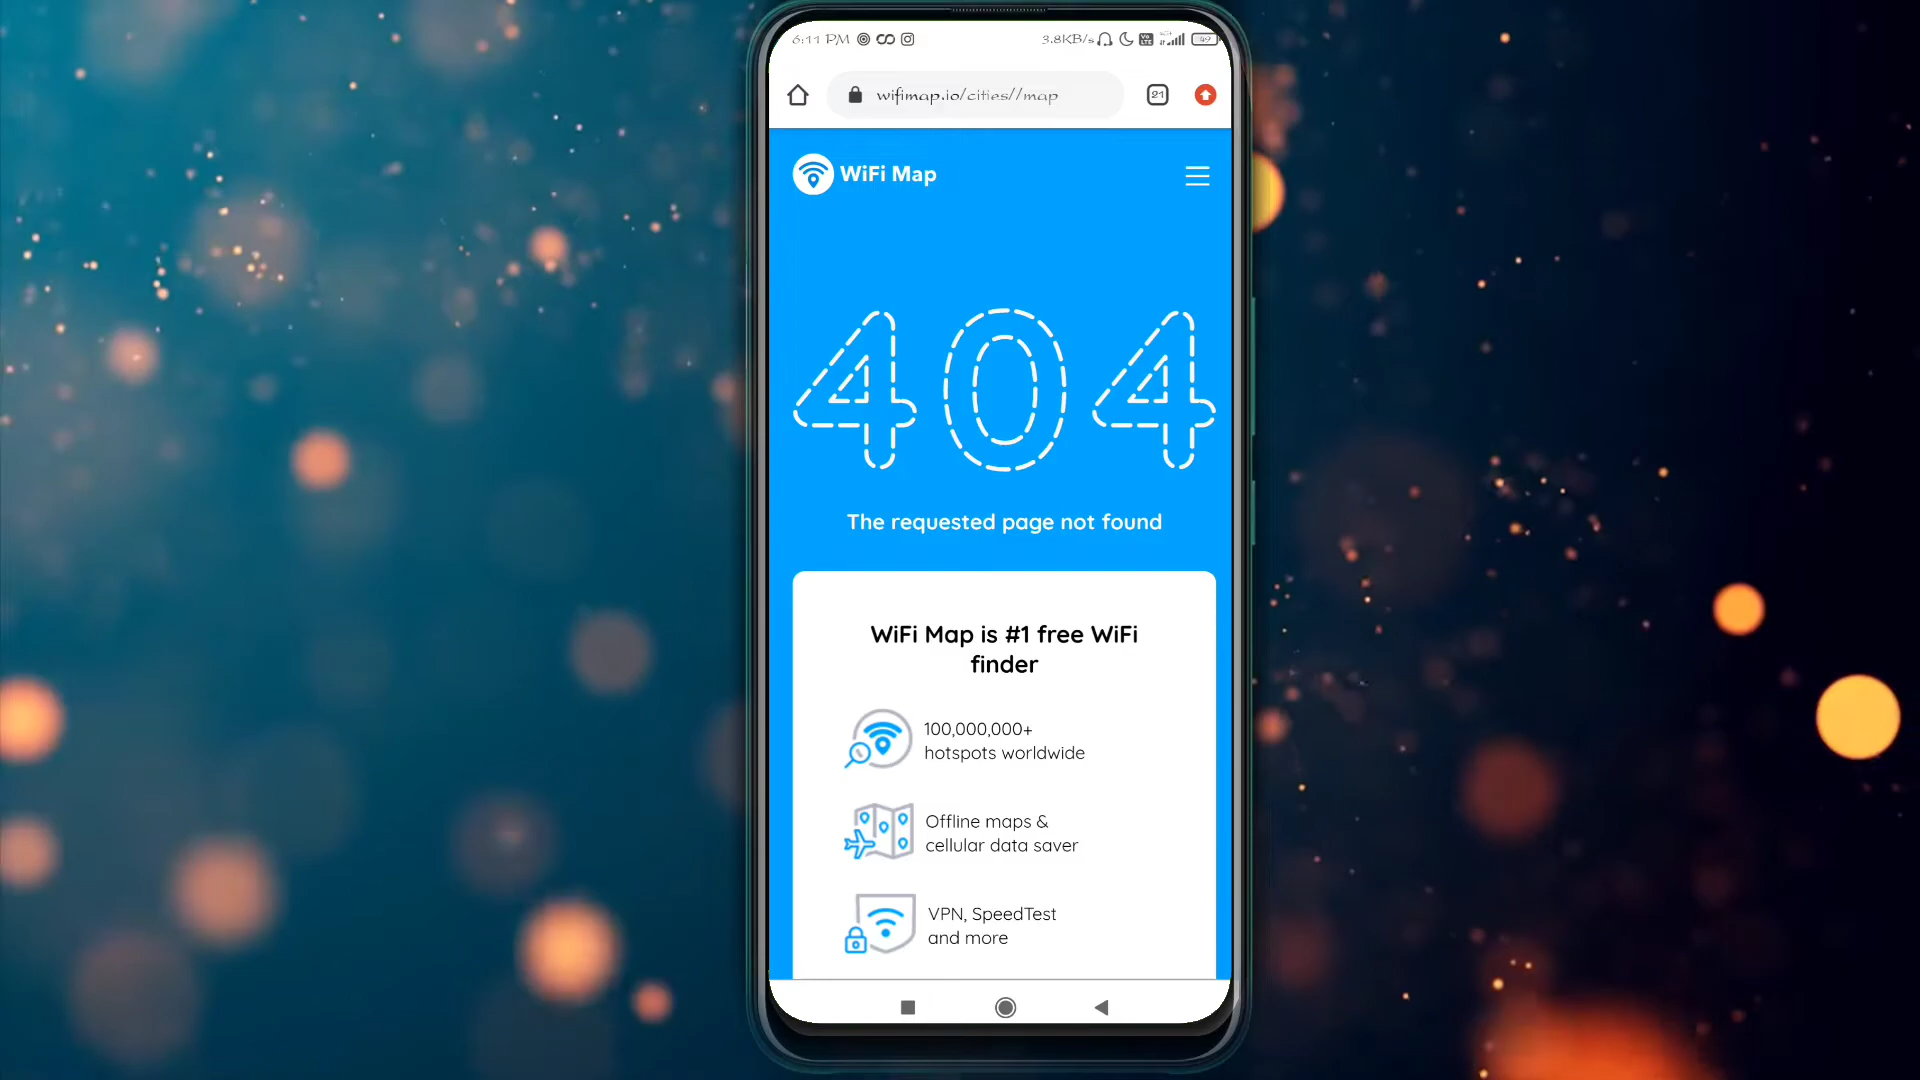 6:11 PM
3.8KB/s
49
wifimap.io/cities//map
21
WiFi Map
404
The requested page not found
WiFi Map is #1 free WiFi
finder
100,000,000+
hotspots worldwide
Offline maps &
cellular data saver
VPN, SpeedTest
and more